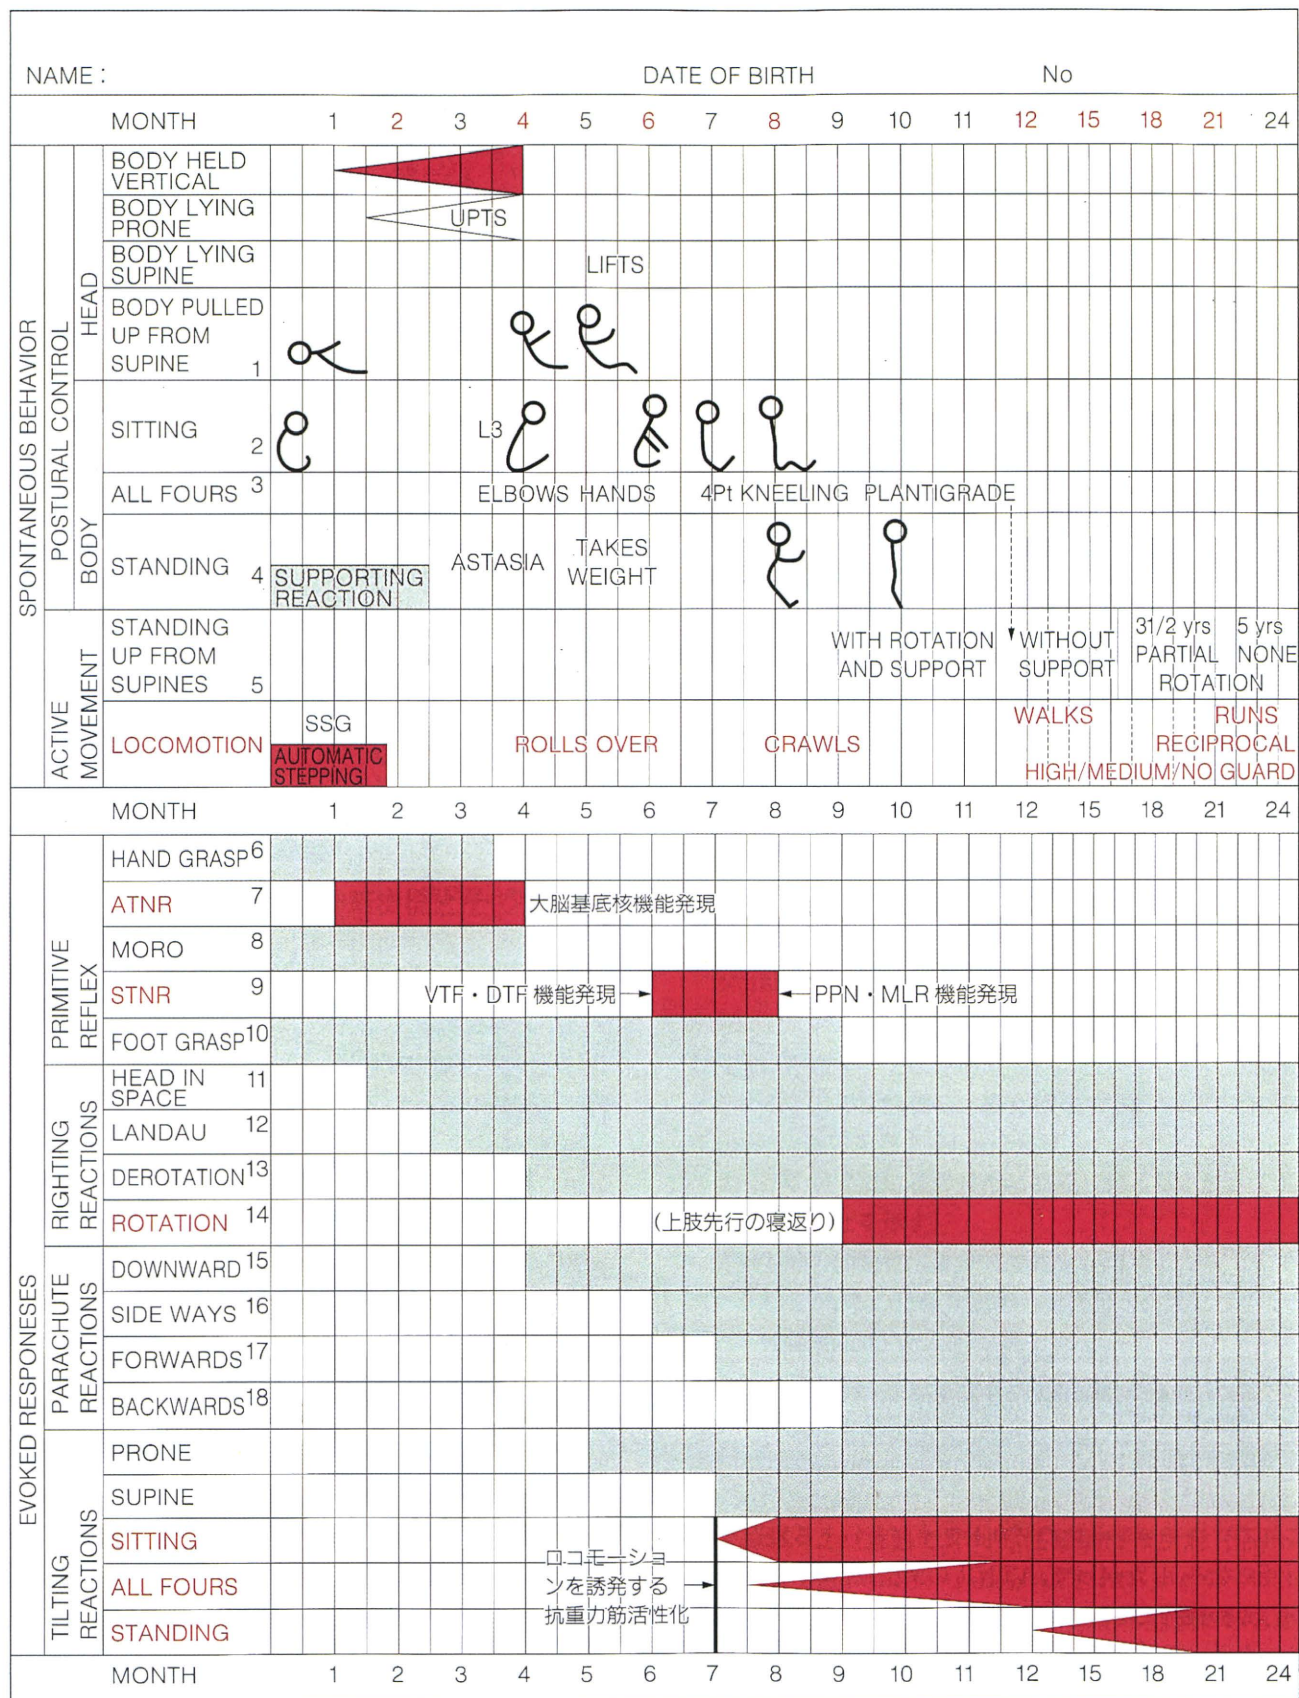 NAME : DATE OF BIRTH No
MONTH 1 2 3 4 5 6 7 8 9 10 11 12 15 18 21 24
SPONTANEOUS BEHAVIOR
POSTURAL CONTROL
HEAD
BODY HELD
VERTICAL
BODY LYING
PRONE
UPTS
BODY LYING
SUPINE
LIFTS
BODY PULLED
UP FROM
SUPINE 1
BODY
SITTING 2
L3
ALL FOURS 3
ELBOWS HANDS 4Pt KNEELING PLANTIGRADE
STANDING 4
SUPPORTING
REACTION
ASTASIA
TAKES
WEIGHT
ACTIVE
MOVEMENT
STANDING
UP FROM
SUPINES 5
WITH ROTATION
AND SUPPORT
WITHOUT
SUPPORT
31/2 yrs 5 yrs
PARTIAL NONE
ROTATION
LOCOMOTION
SSG
AUTOMATIC
STEPPING
ROLLS OVER
CRAWLS
WALKS RUNS
RECIPROCAL
HIGH/MEDIUM/NO GUARD
MONTH 1 2 3 4 5 6 7 8 9 10 11 12 15 18 21 24
EVOKED RESPONESES
PRIMITIVE
REFLEX
HAND GRASP 6
ATNR 7
大脳基底核機能発現
MORO 8
STNR 9
VTF・DTF 機能発現
PPN・MLR 機能発現
FOOT GRASP 10
RIGHTING
REACTIONS
HEAD IN
SPACE 11
LANDAU 12
DEROTATION 13
ROTATION 14
(上肢先行の寝返り)
PARACHUTE
REACTIONS
DOWNWARD 15
SIDE WAYS 16
FORWARDS 17
BACKWARDS 18
TILTING
REACTIONS
PRONE
SUPINE
SITTING
ALL FOURS
STANDING
ロコモーショ
ンを誘発する
抗重力筋活性化
MONTH 1 2 3 4 5 6 7 8 9 10 11 12 15 18 21 24